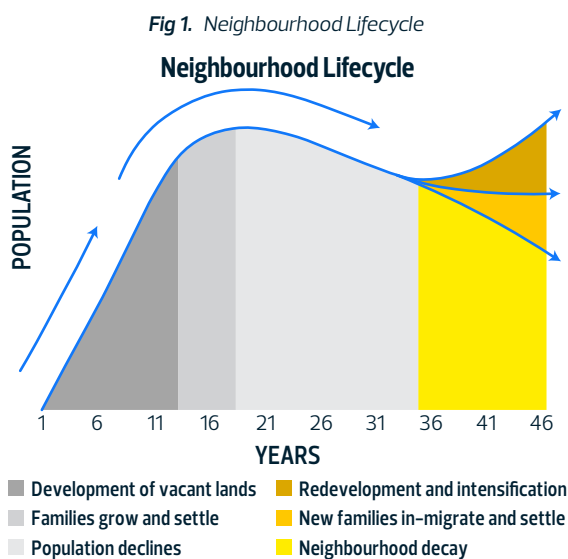 Fig 1. Neighbourhood Lifecycle
Neighbourhood Lifecycle
POPULATION
1 6 11 16 21 26 31 36 41 46
YEARS
Development of vacant lands
Families grow and settle
Population declines
Redevelopment and intensification
New families in-migrate and settle
Neighbourhood decay